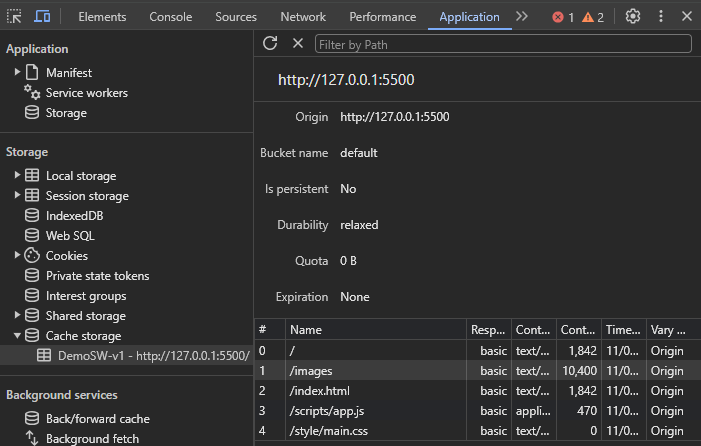 Elements Console Sources Network Performance Application 1 2
Application
Manifest
Service workers
Storage
Storage
Local storage
Session storage
IndexedDB
Web SQL
Cookies
Private state tokens
Interest groups
Shared storage
Cache storage
DemoSW-v1 - http://127.0.0.1:5500/
Background services
Back/forward cache
Background fetch
Filter by Path
http://127.0.0.1:5500
Origin http://127.0.0.1:5500
Bucket name default
Is persistent No
Durability relaxed
Quota 0 B
Expiration None
# Name Resp... Cont... Cont... Time... Vary ...
0 / basic text/... 1,842 11/0... Origin
1 /images basic text/... 10,400 11/0... Origin
2 /index.html basic text/... 1,842 11/0... Origin
3 /scripts/app.js basic appli... 470 11/0... Origin
4 /style/main.css basic text/... 0 11/0... Origin